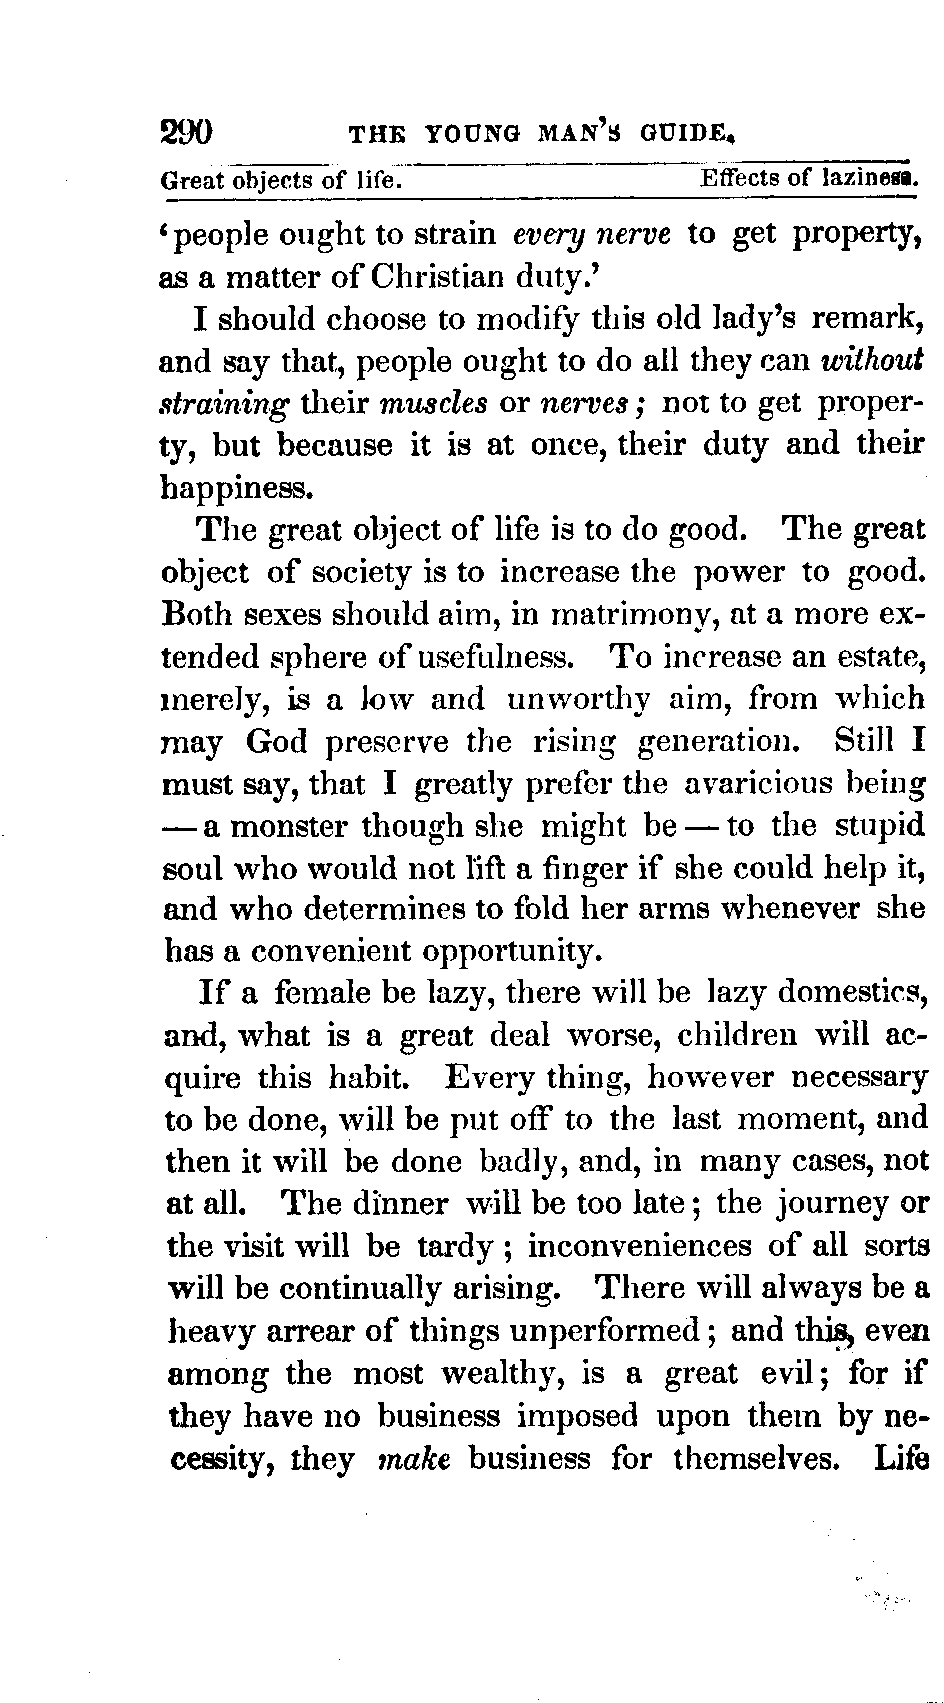 290 THE YOUNG MAN'S GUIDE.
Great objects of life. Effects of laziness.
‘people ought to strain every nerve to get property,
as a matter of Christian duty.’
I should choose to modify this old lady's remark,
and say that, people ought to do all they can without
straining their muscles or nerves; not to get proper-
ty, but because it is at once, their duty and their
happiness.
The great object of life is to do good. The great
object of society is to increase the power to good.
Both sexes should aim, in matrimony, at a more ex-
tended sphere of usefulness. To increase an estate,
merely, is a low and unworthy aim, from which
may God preserve the rising generation. Still I
must say, that I greatly prefer the avaricious being
— a monster though she might be — to the stupid
soul who would not lift a finger if she could help it,
and who determines to fold her arms whenever she
has a convenient opportunity.
If a female be lazy, there will be lazy domestics,
and, what is a great deal worse, children will ac-
quire this habit. Every thing, however necessary
to be done, will be put off to the last moment, and
then it will be done badly, and, in many cases, not
at all. The dinner will be too late; the journey or
the visit will be tardy; inconveniences of all sorts
will be continually arising. There will always be a
heavy arrear of things unperformed; and this, even
among the most wealthy, is a great evil; for if
they have no business imposed upon them by ne-
cessity, they make business for themselves. Life